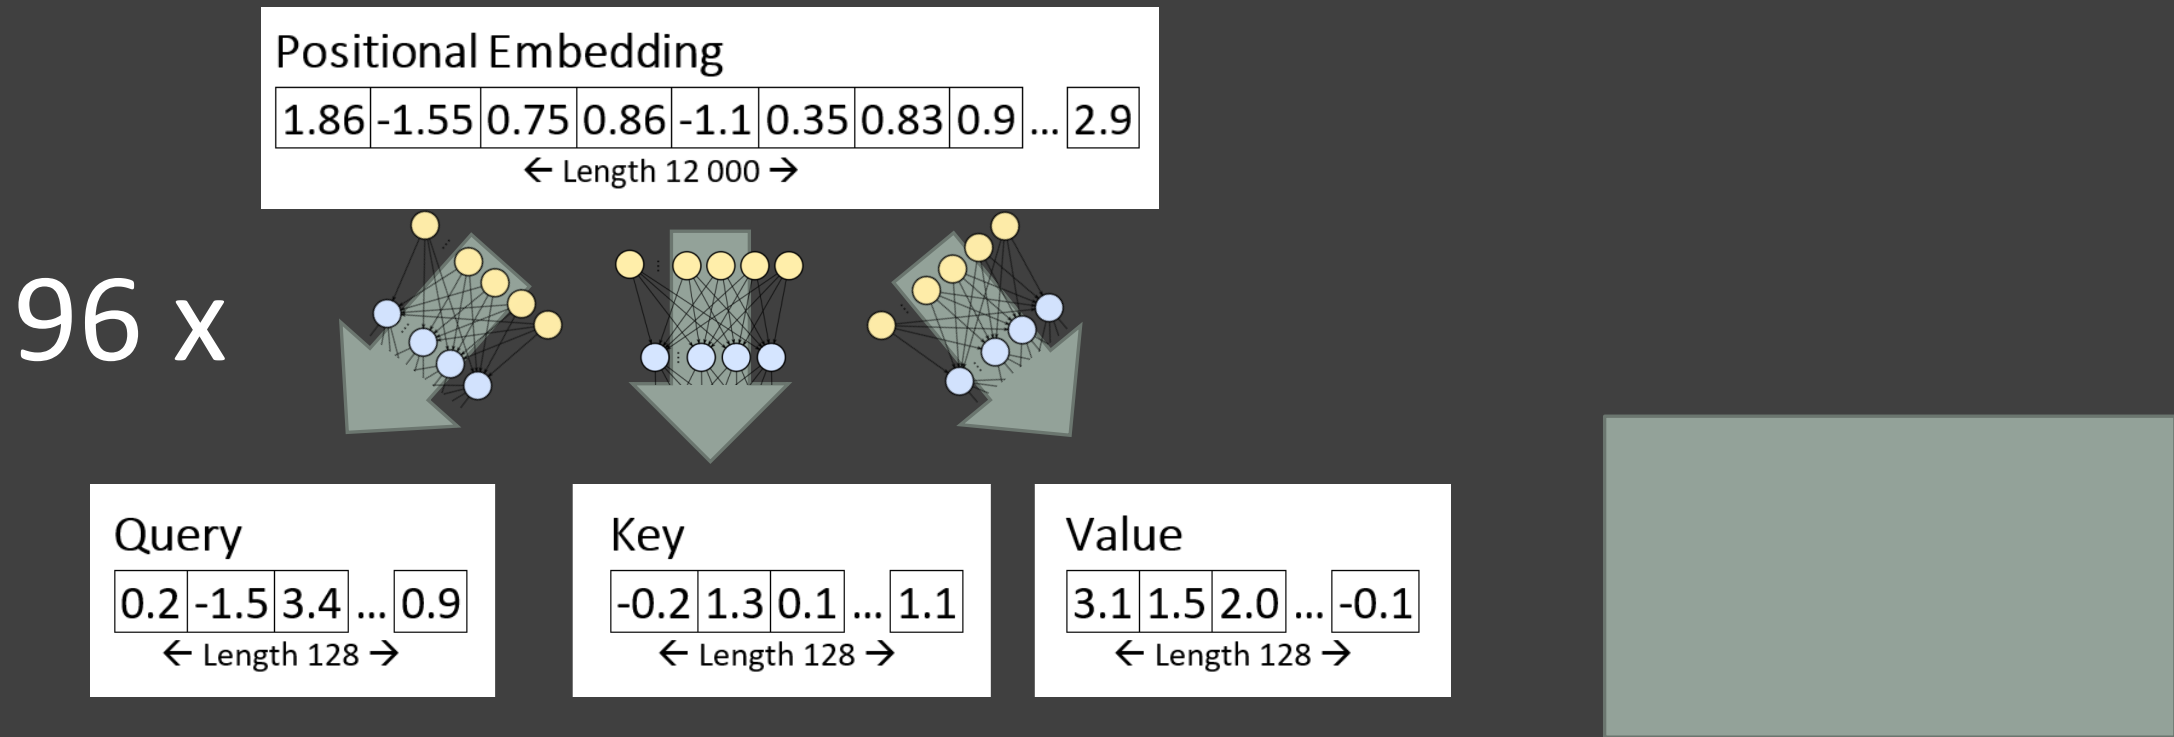 Positional Embedding
1.86 -1.55 0.75 0.86 -1.1 0.35 0.83 0.9 ... 2.9
← Length 12 000 →
96 x
Query
0.2 -1.5 3.4 ... 0.9
← Length 128 →
Key
-0.2 1.3 0.1 ... 1.1
← Length 128 →
Value
3.1 1.5 2.0 ... -0.1
← Length 128 →